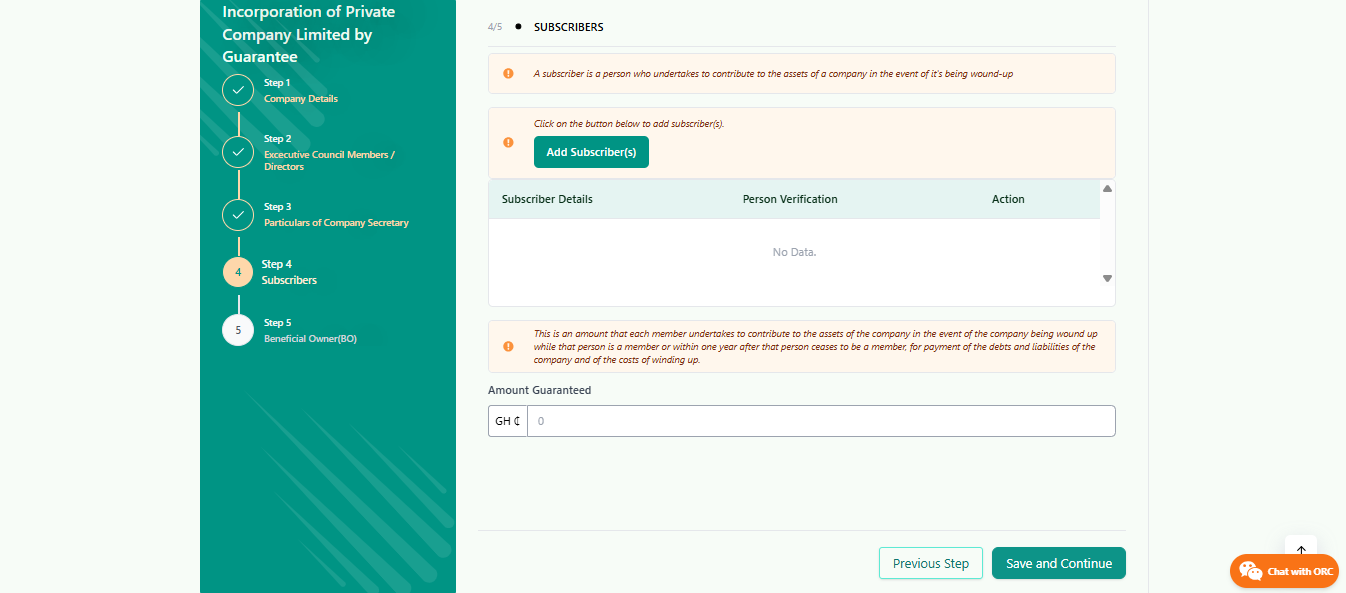 Incorporation of Private
Company Limited by
Guarantee
Step 1
Company Details
Step 2
Excecutive Council Members /
Directors
Step 3
Particulars of Company Secretary
4
Step 4
Subscribers
5
Step 5
Beneficial Owner(BO)
4/5 • SUBSCRIBERS
A subscriber is a person who undertakes to contribute to the assets of a company in the event of it's being wound-up
Click on the button below to add subscriber(s).
Add Subscriber(s)
Subscriber Details Person Verification Action
No Data.
This is an amount that each member undertakes to contribute to the assets of the company in the event of the company being wound up
while that person is a member or within one year after that person ceases to be a member, for payment of the debts and liabilities of the
company and of the costs of winding up.
Amount Guaranteed
GH ₵ 0
Previous Step Save and Continue
Chat with ORC